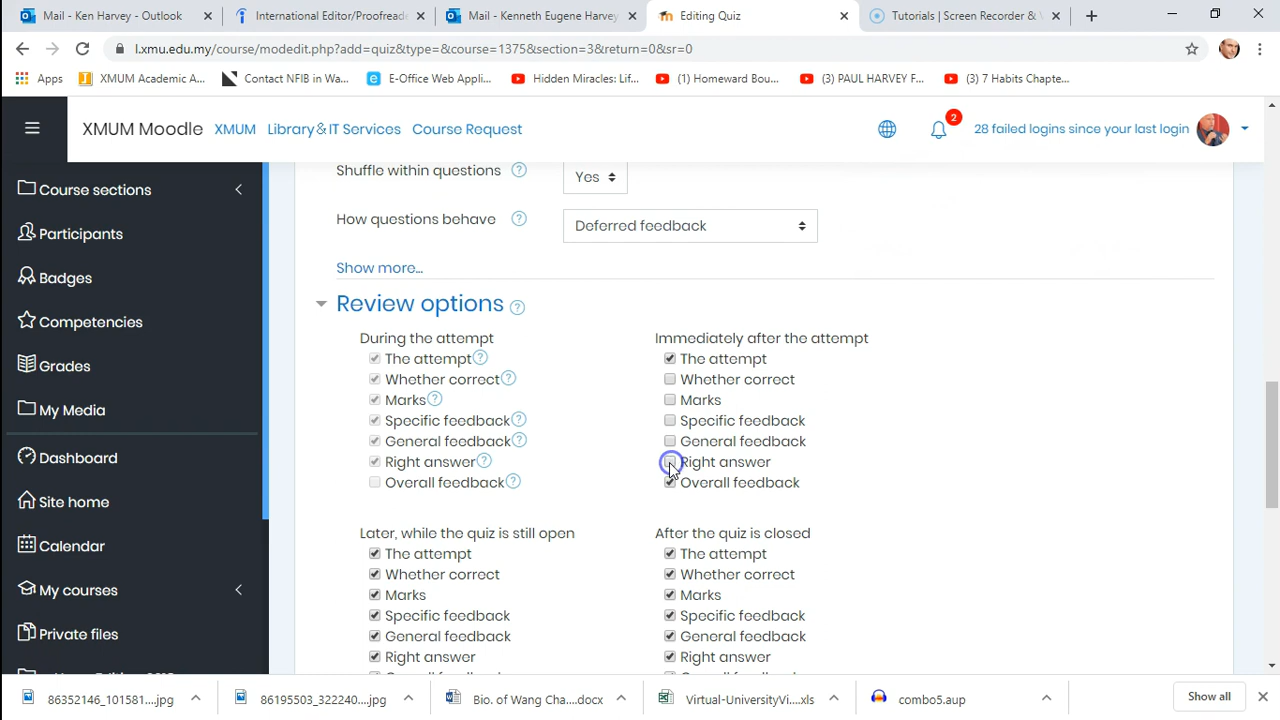 Mail - Ken Harvey - Outlook
International Editor/Proofreade
Mail - Kenneth Eugene Harvey
Editing Quiz
Tutorials | Screen Recorder & V
l.xmu.edu.my/course/modedit.php?add=quiz&type=&course=1375&section=3&return=0&sr=0
Apps
XMUM Academic A...
Contact NFIB in Wa...
E-Office Web Appli...
Hidden Miracles: Lif...
(1) Homeward Bou...
(3) PAUL HARVEY F...
(3) 7 Habits Chapte...
XMUM Moodle
XMUM
Library & IT Services
Course Request
2
28 failed logins since your last login
Course sections
Participants
Badges
Competencies
Grades
My Media
Dashboard
Site home
Calendar
My courses
Private files
Shuffle within questions
Yes
How questions behave
Deferred feedback
Show more...
Review options
During the attempt
The attempt
Whether correct
Marks
Specific feedback
General feedback
Right answer
Overall feedback
Immediately after the attempt
The attempt
Whether correct
Marks
Specific feedback
General feedback
Right answer
Overall feedback
Later, while the quiz is still open
The attempt
Whether correct
Marks
Specific feedback
General feedback
Right answer
After the quiz is closed
The attempt
Whether correct
Marks
Specific feedback
General feedback
Right answer
86352146_101581....jpg
86195503_322240....jpg
Bio. of Wang Cha....docx
Virtual-UniversityVi....xls
combo5.aup
Show all